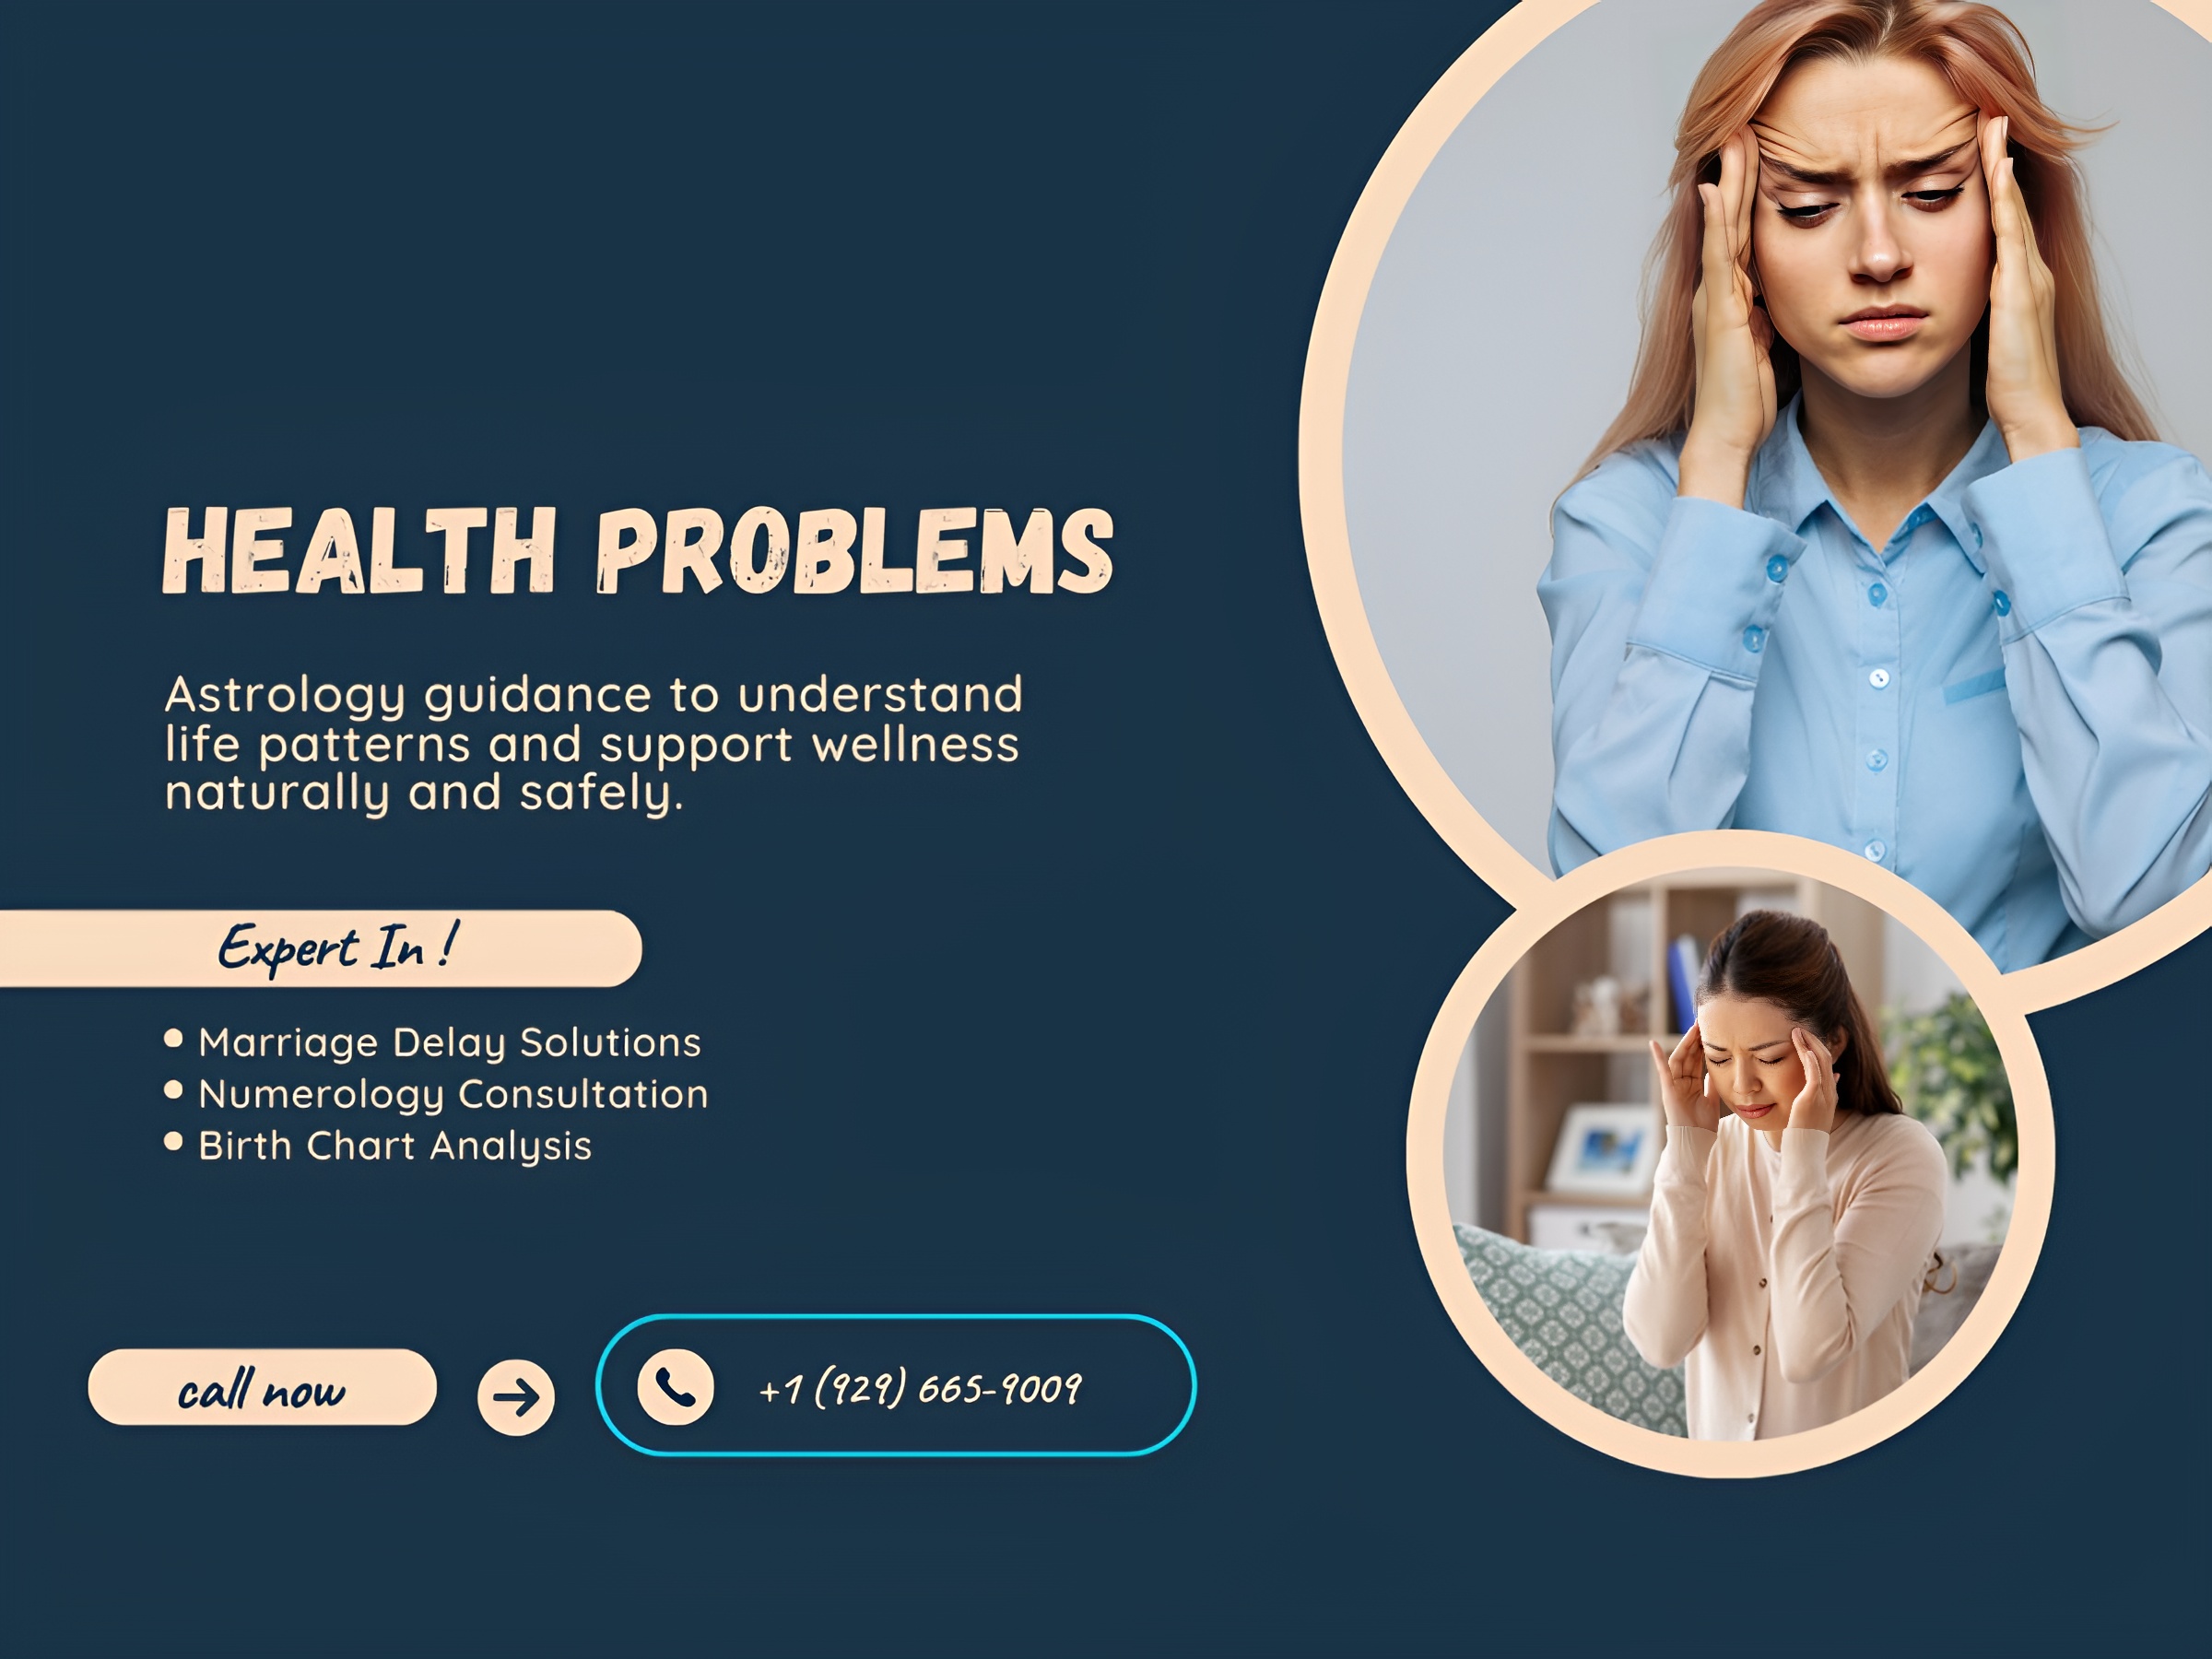 HEALTH PROBLEMS
Astrology guidance to understand
life patterns and support wellness
naturally and safely.
Expert In !
Marriage Delay Solutions
Numerology Consultation
Birth Chart Analysis
call now
+1 (929) 665-9009